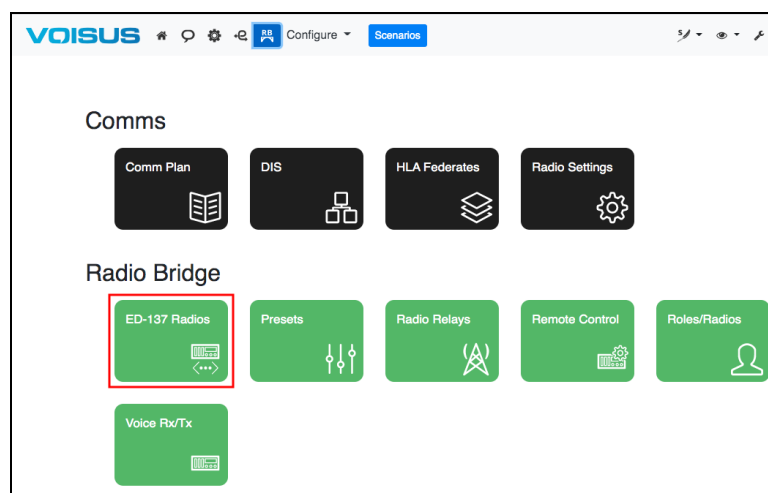 VOISUS RB Configure Scenarios S
Comms
Comm Plan DIS HLA Federates Radio Settings
Radio Bridge
ED-137 Radios Presets Radio Relays Remote Control Roles/Radios
Voice Rx/Tx